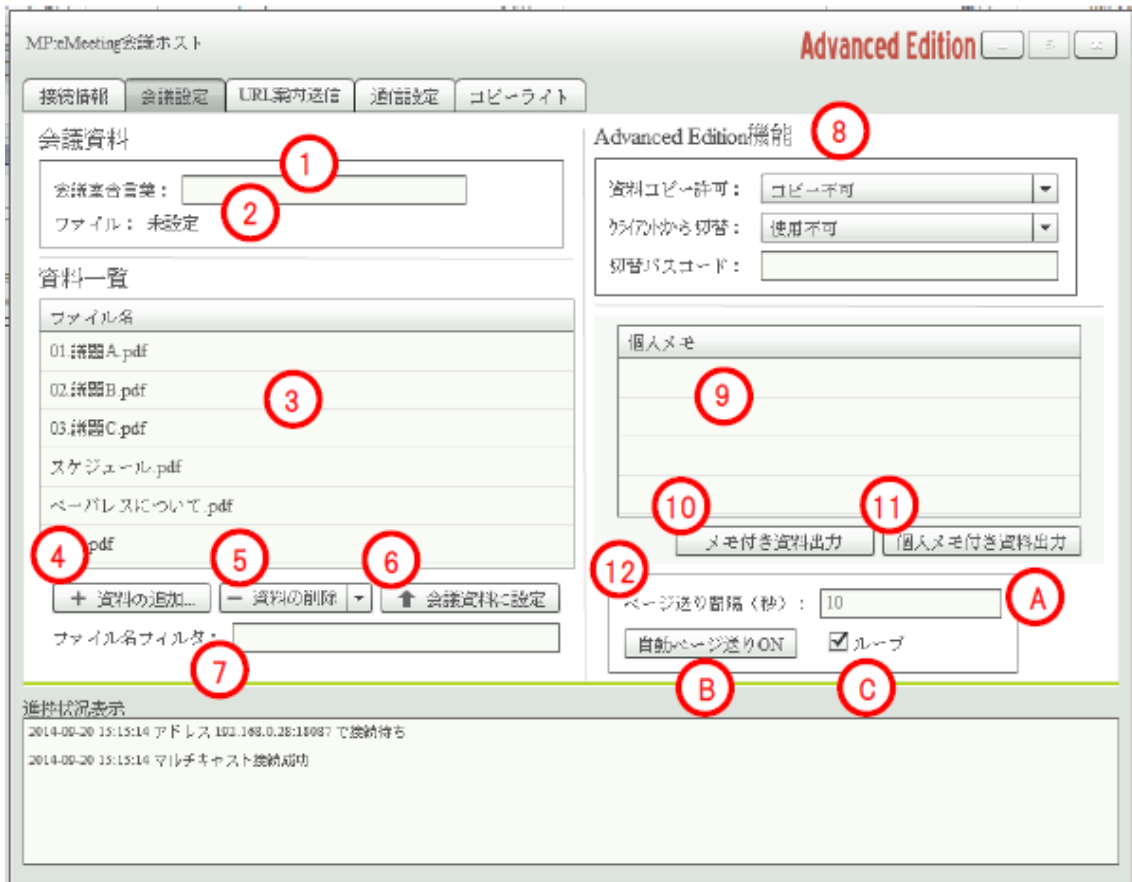 MP:eMeeting会議ホスト
Advanced Edition
接続情報
会議設定
URL案内送信
通信設定
コピーライト
会議資料
1
会議室合言葉：
2
ファイル： 未設定
資料一覧
ファイル名
01.議題A.pdf
02.議題B.pdf
3
03.議題C.pdf
スケジュール.pdf
ペーパレスについて.pdf
.pdf
4
5
6
+ 資料の追加...
− 資料の削除
会議資料に設定
ファイル名フィルタ：
7
Advanced Edition機能
8
資料コピー許可： コピー不可
クライアントから切替： 使用不可
切替パスコード：
個人メモ
9
10
11
メモ付き資料出力
個人メモ付き資料出力
12
ページ送り間隔（秒）： 10
A
自動ページ送りON
ループ
B
C
進捗状況表示
2014-09-20 15:15:14 アドレス 192.168.0.28:18087 で接続待ち
2014-09-20 15:15:14 マルチキャスト接続成功